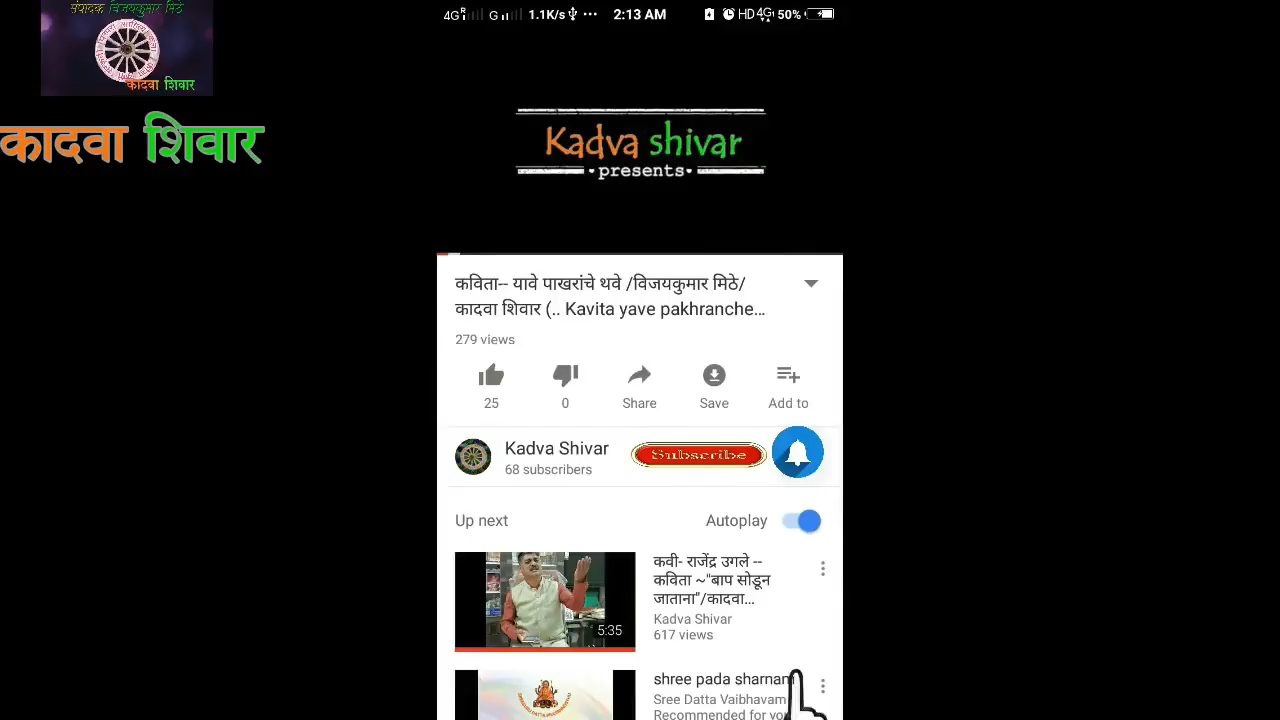 संपादक विजयकुमार मिठे
कादवा शिवार
कादवा शिवार
4G R G 1.1K/s ··· 2:13 AM HD 4G 50%
Kadva shivar
presents
कविता-- यावे पाखरांचे थवे /विजयकुमार मिठे/
कादवा शिवार (.. Kavita yave pakhranche…
279 views
25 0 Share Save Add to
Kadva Shivar
68 subscribers
Subscribe
Up next Autoplay
कवी- राजेंद्र उगले --
कविता ~"बाप सोडून
जाताना"/कादवा…
Kadva Shivar
617 views
5:35
shree pada sharnam
Sree Datta Vaibhavam
Recommended for you